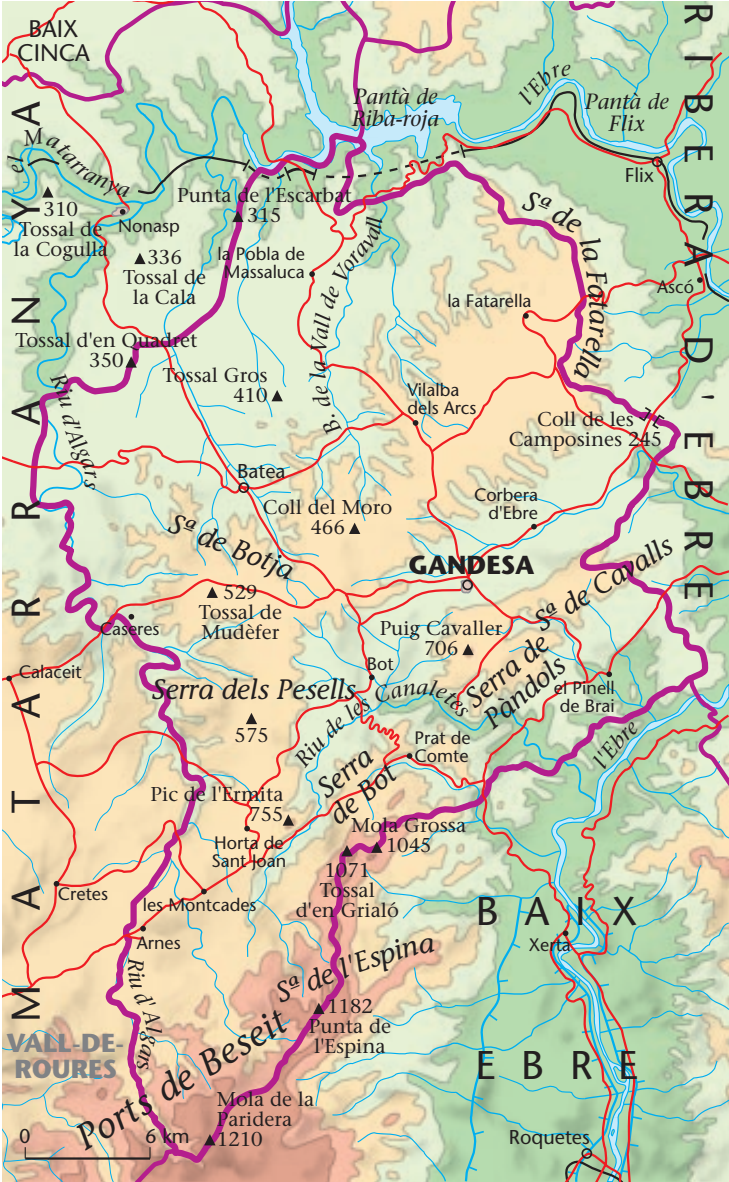 BAIX
CINCA
RIBERA D'EBRE
MATARRANYA
l'Ebre
Pantà de
Riba-roja
Pantà de
Flix
Flix
el Matarranya
310
Tossal de
la Cogulla
Nonasp
Punta de l'Escarbat
315
336
Tossal de
la Cala
la Pobla de
Massaluca
B. de la Vall de Voravall
Sª de la Fatarella
Ascó
la Fatarella
Tossal d'en Quadret
350
Tossal Gros
410
Riu d'Algars
Vilalba
dels Arcs
Coll de les
Camposines 245
Batea
Coll del Moro
466
Corbera
d'Ebre
Sª de Botja
GANDESA
529
Tossal de
Mudèfer
Sª de Cavalls
Caseres
Puig Cavaller
706
Calaceit
Bot
Serra de
Pandols
Serra dels Pesells
575
Riu de les Canaletes
el Pinell
de Brai
l'Ebre
Prat de
Comte
Serra
de Bot
Pic de l'Ermita
755
Mola Grossa
1045
Horta de
Sant Joan
1071
Tossal
d'en Grialó
Cretes
les Montcades
BAIX
EBRE
Xerta
Arnes
Riu d'Algars
Sª de l'Espina
1182
Punta de
l'Espina
VALL-DE-
ROURES
Ports de Beseit
Mola de la
Paridera
1210
0 6 km
Roquetes